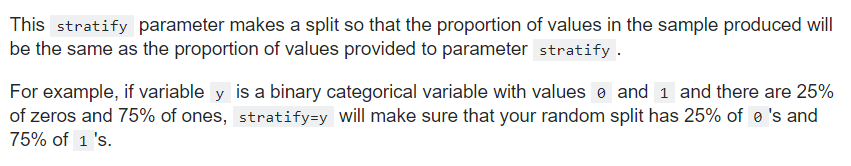 This stratify parameter makes a split so that the proportion of values in the sample produced will
be the same as the proportion of values provided to parameter stratify .
For example, if variable y is a binary categorical variable with values 0 and 1 and there are 25%
of zeros and 75% of ones, stratify=y will make sure that your random split has 25% of 0 's and
75% of 1 's.